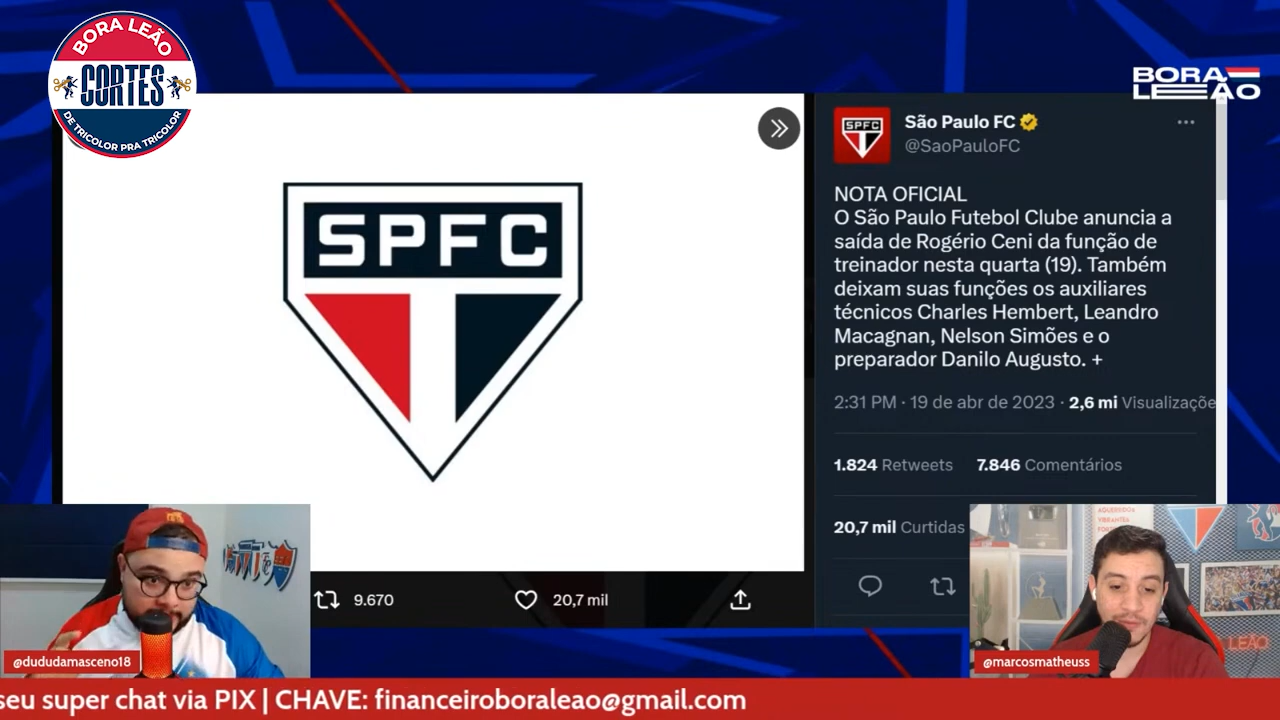 BORA LEÃO
CORTES
DE TRICOLOR PRA TRICOLOR
BORA
LEÃO
SPFC
SPFC
São Paulo FC
@SaoPauloFC
NOTA OFICIAL
O São Paulo Futebol Clube anuncia a
saída de Rogério Ceni da função de
treinador nesta quarta (19). Também
deixam suas funções os auxiliares
técnicos Charles Hembert, Leandro
Macagnan, Nelson Simões e o
preparador Danilo Augusto. +
2:31 PM · 19 de abr de 2023 · 2,6 mi Visualizaçõe
1.824 Retweets 7.846 Comentários
20,7 mil Curtidas
9.670
20,7 mil
AGUERRIDA
VIBRANTES
LEÃO
@dududamasceno18
@marcosmatheuss
seu super chat via PIX | CHAVE: financeiroboraleao@gmail.com